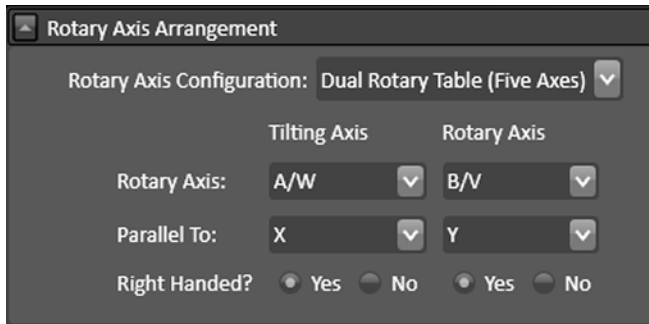 Rotary Axis Arrangement
Rotary Axis Configuration: Dual Rotary Table (Five Axes)
Tilting Axis Rotary Axis
Rotary Axis: A/W B/V
Parallel To: X Y
Right Handed? Yes No Yes No